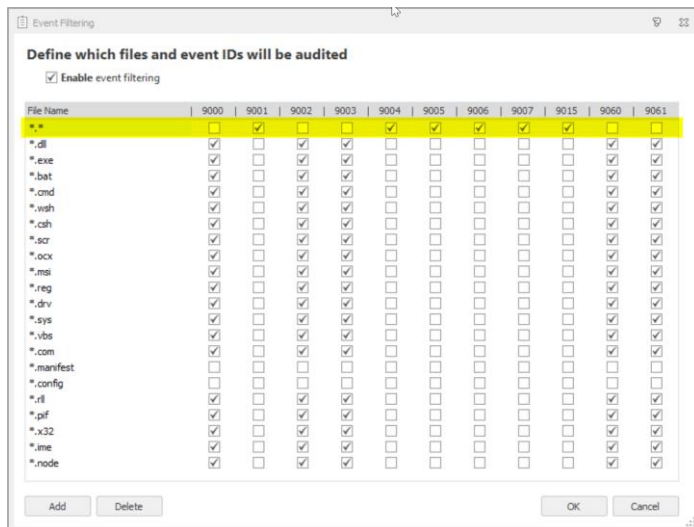 Event Filtering
Define which files and event IDs will be audited
Enable event filtering
File Name | 9000 | 9001 | 9002 | 9003 | 9004 | 9005 | 9006 | 9007 | 9015 | 9060 | 9061
*.*
*.dll
*.exe
*.bat
*.cmd
*.wsh
*.csh
*.scr
*.ocx
*.msi
*.reg
*.drv
*.sys
*.vbs
*.com
*.manifest
*.config
*.rll
*.pif
*.x32
*.ime
*.node
Add Delete OK Cancel